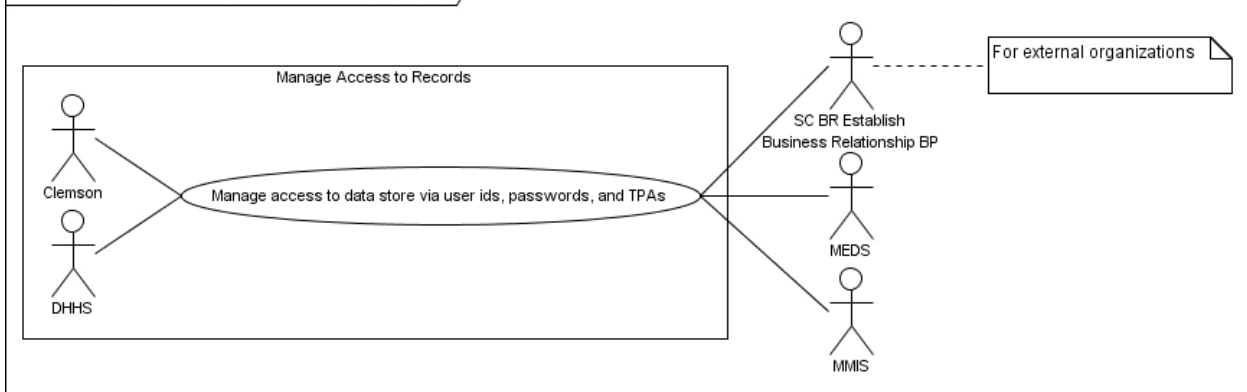 Manage Access to Records
Clemson
DHHS
Manage access to data store via user ids, passwords, and TPAs
SC BR Establish
Business Relationship BP
MEDS
MMIS
For external organizations